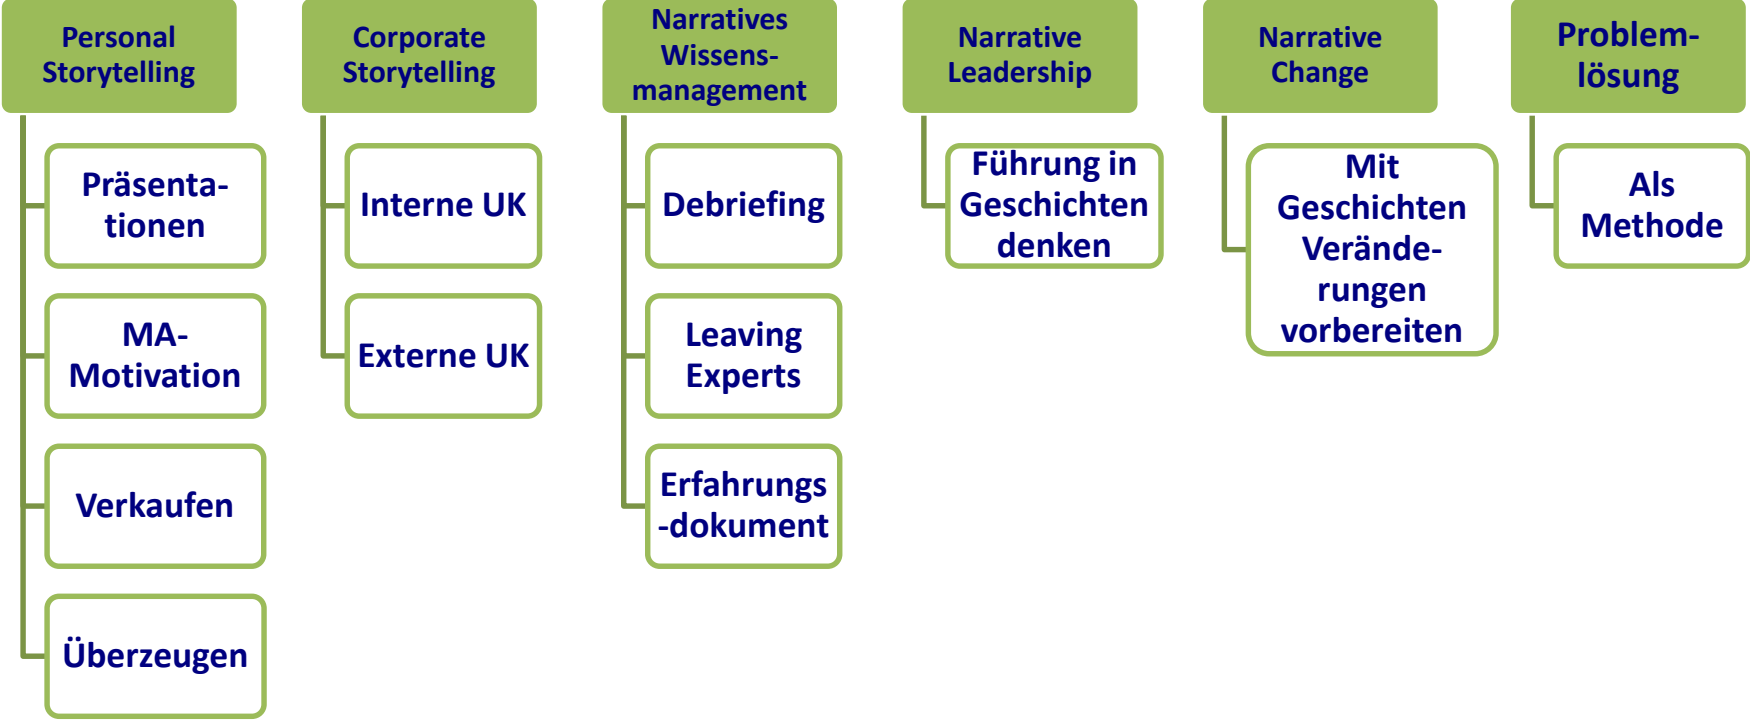 Personal
Storytelling
Präsenta-
tionen
MA-
Motivation
Verkaufen
Überzeugen
Corporate
Storytelling
Interne UK
Externe UK
Narratives
Wissens-
management
Debriefing
Leaving
Experts
Erfahrungs
-dokument
Narrative
Leadership
Führung in
Geschichten
denken
Narrative
Change
Mit
Geschichten
Verände-
rungen
vorbereiten
Problem-
lösung
Als
Methode